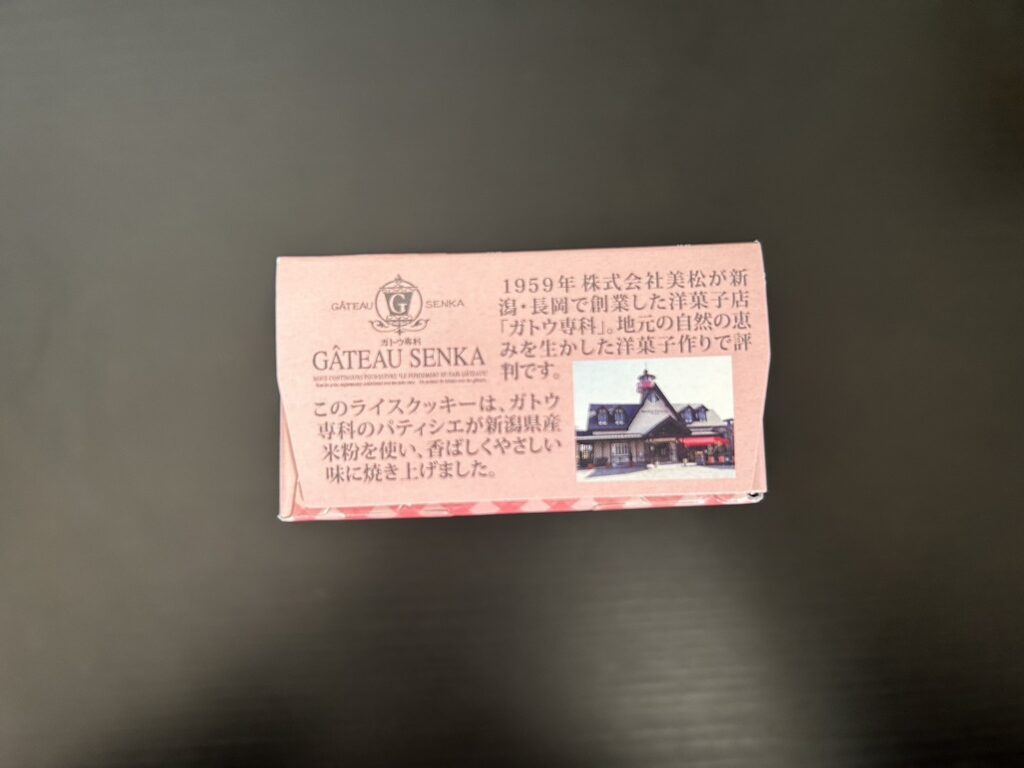 GÂTEAU G SENKA
ガトウ専科
GÂTEAU SENKA
1959年 株式会社美松が新
潟・長岡で創業した洋菓子店
「ガトウ専科」。地元の自然の恵
みを生かした洋菓子作りで評
判です。
このライスクッキーは、ガトウ
専科のパティシエが新潟県産
米粉を使い、香ばしくやさしい
味に焼き上げました。